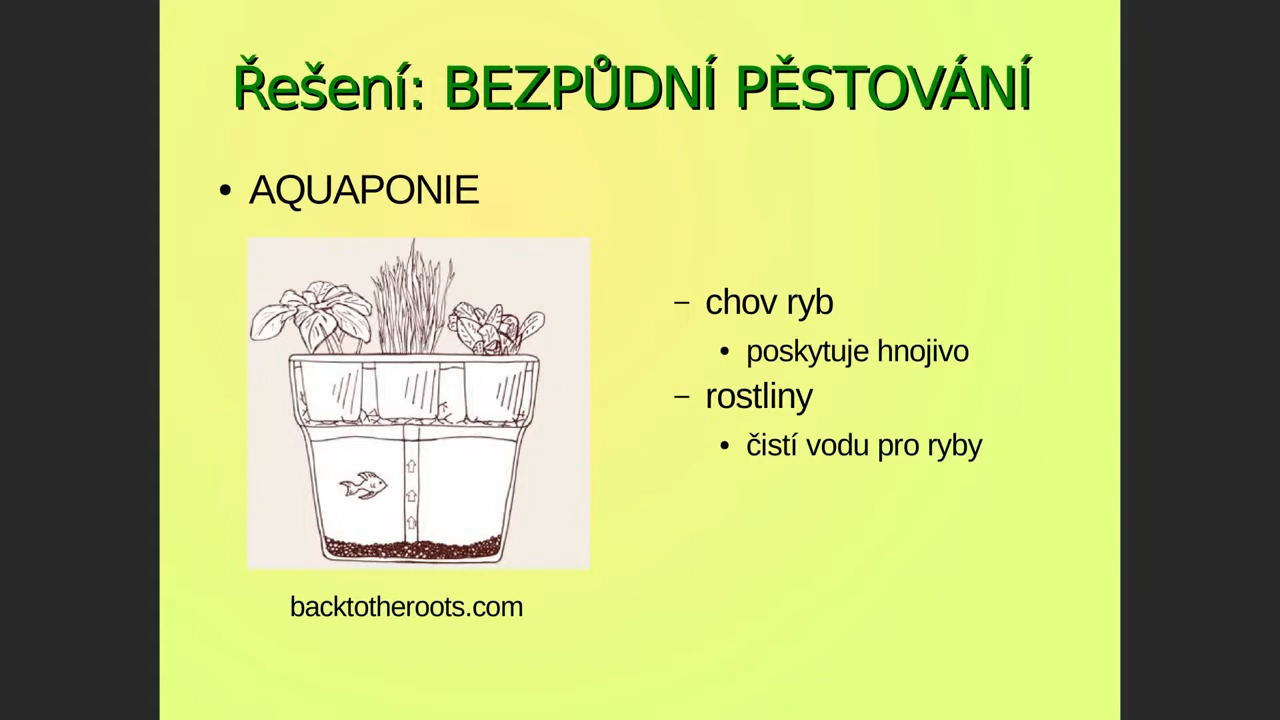 Řešení: BEZPŮDNÍ PĚSTOVÁNÍ
• AQUAPONIE
– chov ryb
• poskytuje hnojivo
– rostliny
• čistí vodu pro ryby
backtotheroots.com